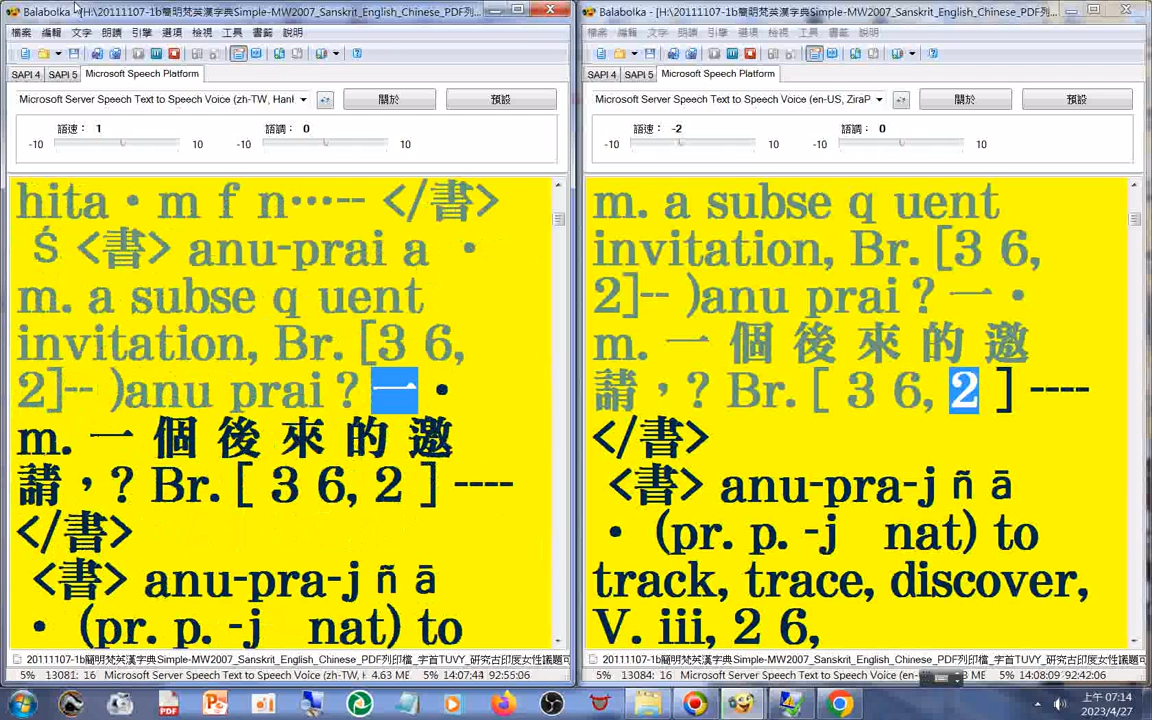 Balabolka - [H:\20111107-1b簡明梵英漢字典Simple-MW2007_Sanskrit_English_Chinese_PDF列...
檔案 編輯 文字 朗讀 引擎 選項 檢視 工具 書籤 說明
SAPI 4 SAPI 5 Microsoft Speech Platform
Microsoft Server Speech Text to Speech Voice (zh-TW, Hanl 關於 預設
語速： 1 語調： 0
-10 10 -10 10
hita • m f n…-- </書>
Ś <書> anu-prai a •
m. a subse q uent
invitation, Br. [3 6,
2]-- )anu prai ? 一 •
m. 一 個 後 來 的 邀
請，? Br. [ 3 6, 2 ] ----
</書>
<書> anu-pra-j ñ ā
• (pr. p. -j nat) to
20111107-1b簡明梵英漢字典Simple-MW2007_Sanskrit_English_Chinese_PDF列印檔_字首TUVY_研究古印度女性議題可
5% 13081: 16 Microsoft Speech Platform: Microsoft Server Speech Text to Speech Voice (zh-TW, H 4.63 MB 5% 14:07:44 92:55:06
Balabolka - [H:\20111107-1b簡明梵英漢字典Simple-MW2007_Sanskrit_English_Chinese_PDF列印...
檔案 編輯 文字 朗讀 引擎 選項 檢視 工具 書籤 說明
SAPI 4 SAPI 5 Microsoft Speech Platform
Microsoft Server Speech Text to Speech Voice (en-US, ZiraP 關於 預設
語速： -2 語調： 0
-10 10 -10 10
m. a subse q uent
invitation, Br. [3 6,
2]-- )anu prai ? 一 •
m. 一 個 後 來 的 邀
請，? Br. [ 3 6, 2 ] ----
</書>
<書> anu-pra-j ñ ā
• (pr. p. -j nat) to
track, trace, discover,
V. iii, 2 6,
20111107-1b簡明梵英漢字典Simple-MW2007_Sanskrit_English_Chinese_PDF列印檔_字首TUVY_研究古印度女性議題可
5% 13084: 16 Microsoft Server Speech Text to Speech Voice (en-US, 5% 14:08:09 92:42:06
上午 07:14
2023/4/27